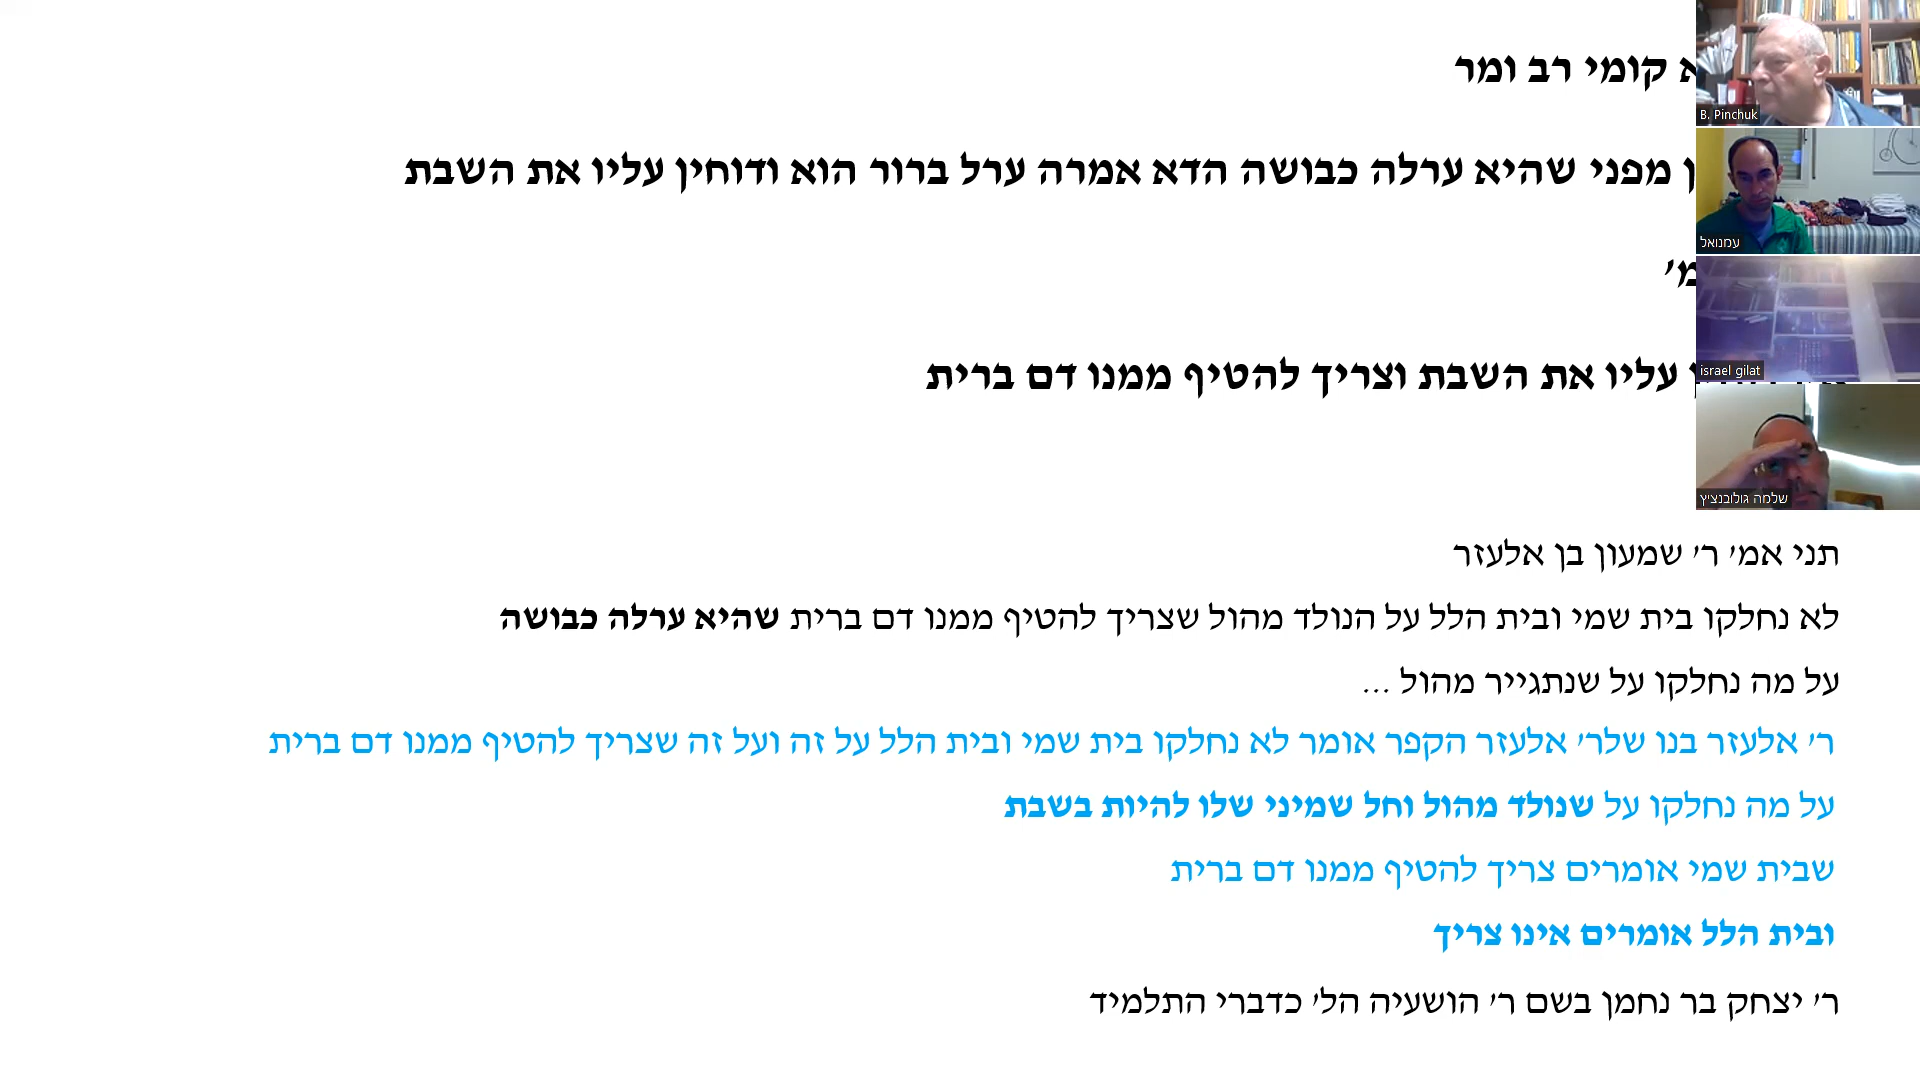 קומי רב ומר
B. Pinchuk
מפני שהיא ערלה כבושה הדא אמרה ערל ברור הוא ודוחין עליו את השבת
עמנואל
israel gilat
עליו את השבת וצריך להטיף ממנו דם ברית
שלמה גולובנציץ
תני אמ׳ ר׳ שמעון בן אלעזר
לא נחלקו בית שמי ובית הלל על הנולד מהול שצריך להטיף ממנו דם ברית שהיא ערלה כבושה
על מה נחלקו על שנתגייר מהול ...
ר׳ אלעזר בנו שלר׳ אלעזר הקפר אומר לא נחלקו בית שמי ובית הלל על זה ועל זה שצריך להטיף ממנו דם ברית
על מה נחלקו על שנולד מהול וחל שמיני שלו להיות בשבת
שבית שמי אומרים צריך להטיף ממנו דם ברית
ובית הלל אומרים אינו צריך
ר׳ יצחק בר נחמן בשם ר׳ הושעיה הל׳ כדברי התלמיד